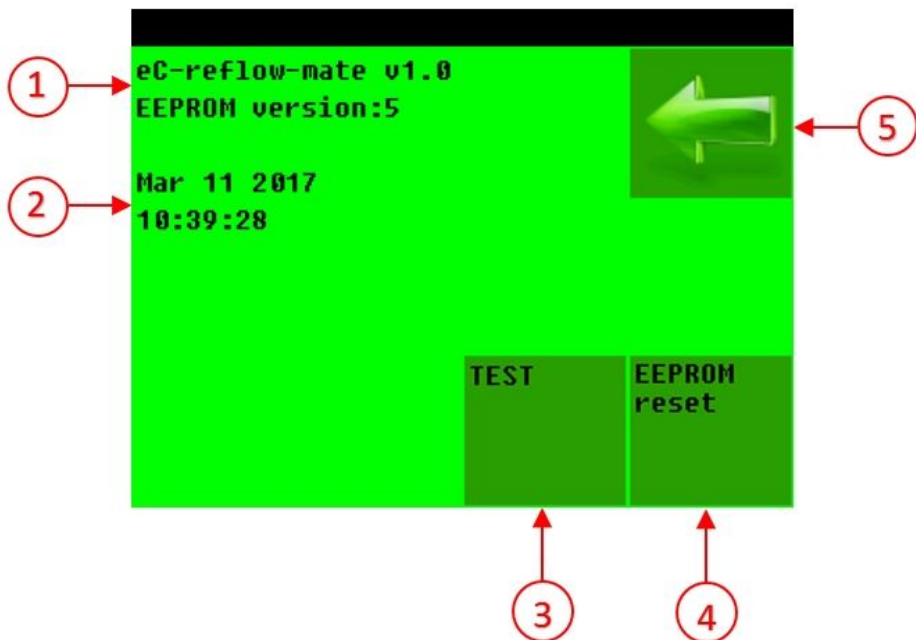 eC-reflow-mate v1.0
EEPROM version:5
Mar 11 2017
10:39:28
TEST
EEPROM
reset
1
2
3
4
5